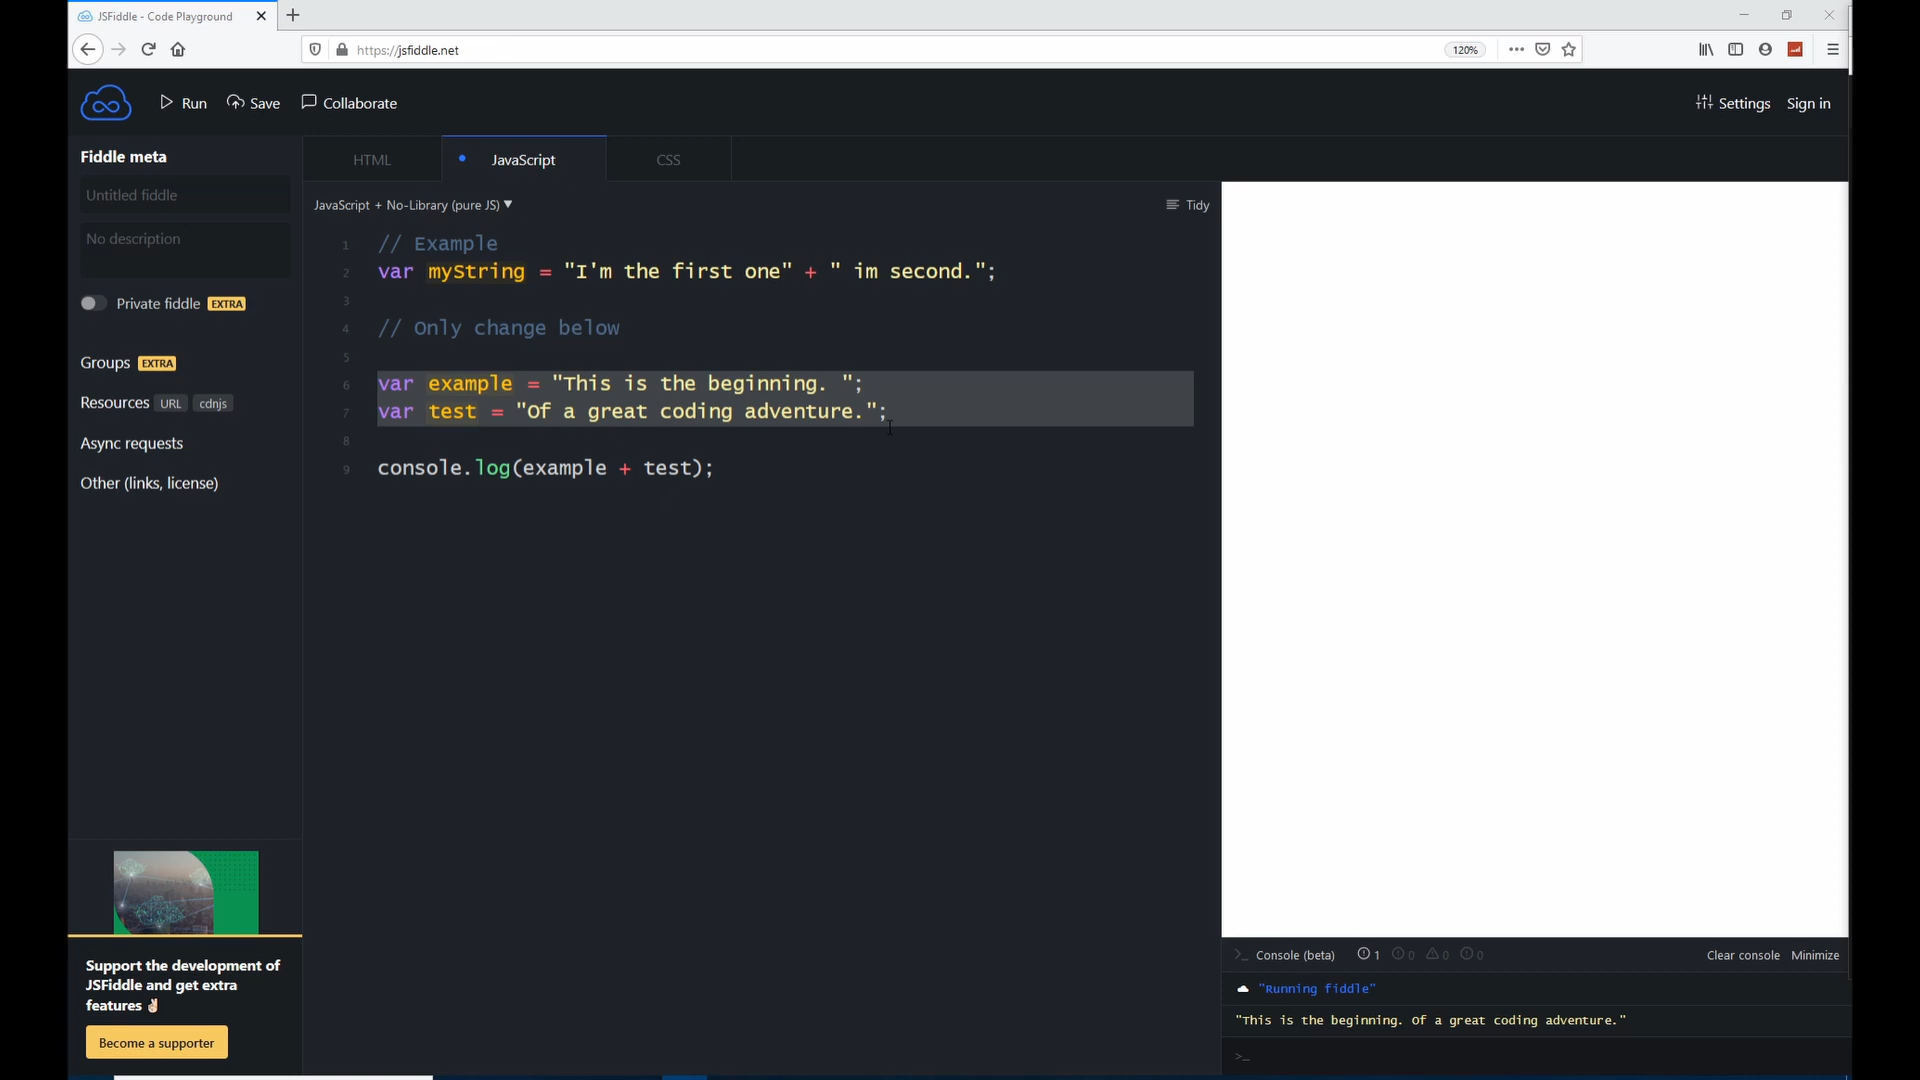 JSFiddle - Code Playground
https://jsfiddle.net
120%
Run
Save
Collaborate
Settings
Sign in
Fiddle meta
Untitled fiddle
No description
Private fiddle EXTRA
Groups EXTRA
Resources URL cdnjs
Async requests
Other (links, license)
Support the development of
JSFiddle and get extra
features ✌🏻
Become a supporter
HTML
JavaScript
CSS
JavaScript + No-Library (pure JS) ▼
Tidy
1 // Example
2 var myString = "I'm the first one" + " im second.";
3
4 // Only change below
5
6 var example = "This is the beginning. ";
7 var test = "Of a great coding adventure.";
8
9 console.log(example + test);
>_ Console (beta) 1 0 0 0 Clear console Minimize
"Running fiddle"
"This is the beginning. Of a great coding adventure."
>_